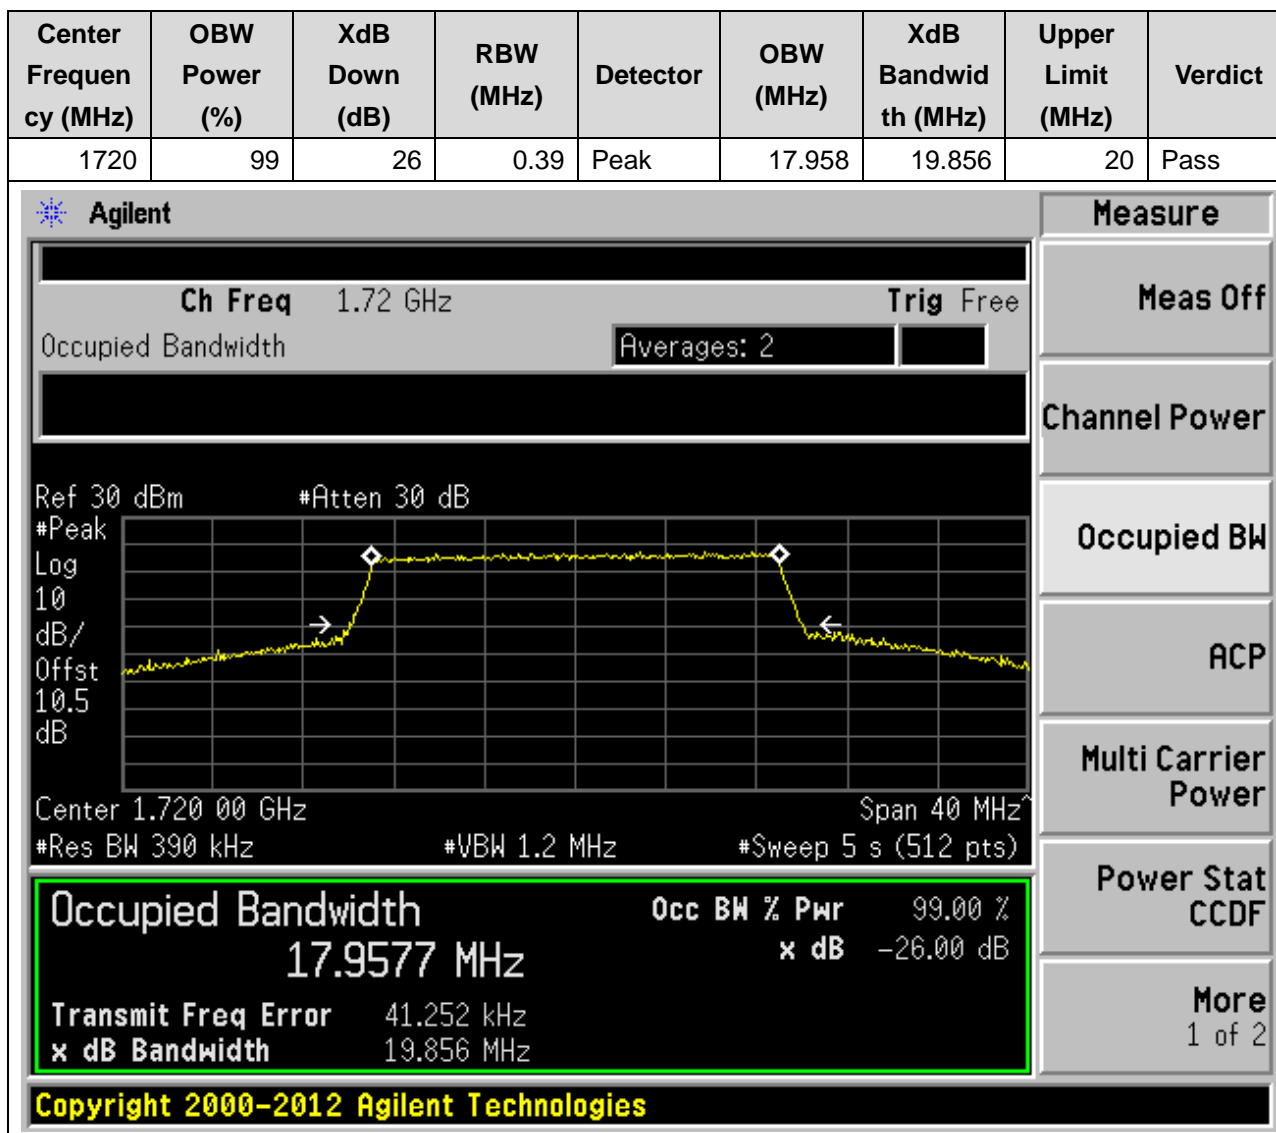 Center Frequen cy (MHz) | OBW Power (%) | XdB Down (dB) | RBW (MHz) | Detector | OBW (MHz) | XdB Bandwid th (MHz) | Upper Limit (MHz) | Verdict
1720 | 99 | 26 | 0.39 | Peak | 17.958 | 19.856 | 20 | Pass
Agilent
Measure
Ch Freq 1.72 GHz Trig Free
Meas Off
Occupied Bandwidth Averages: 2
Channel Power
Ref 30 dBm #Atten 30 dB
#Peak
Log
10
dB/
Offst
10.5
dB
Occupied BW
ACP
Multi Carrier
Power
Center 1.720 00 GHz Span 40 MHz^
#Res BW 390 kHz #VBW 1.2 MHz #Sweep 5 s (512 pts)
Power Stat
CCDF
Occupied Bandwidth Occ BW % Pwr 99.00 %
17.9577 MHz x dB -26.00 dB
Transmit Freq Error 41.252 kHz
x dB Bandwidth 19.856 MHz
More
1 of 2
Copyright 2000-2012 Agilent Technologies